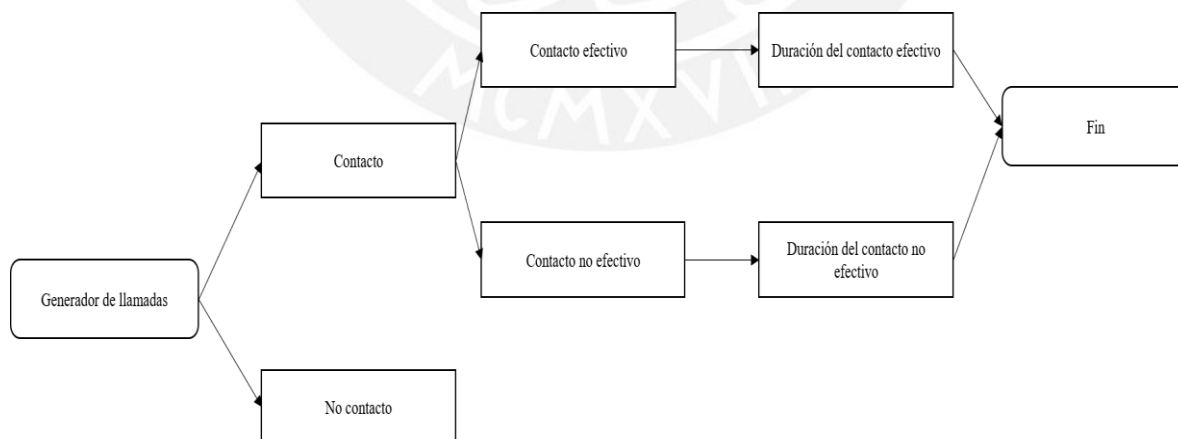 Contacto efectivo
Duración del contacto efectivo
MCMXVII
Fin
Contacto
Contacto no efectivo
Duración del contacto no
efectivo
Generador de llamadas
No contacto